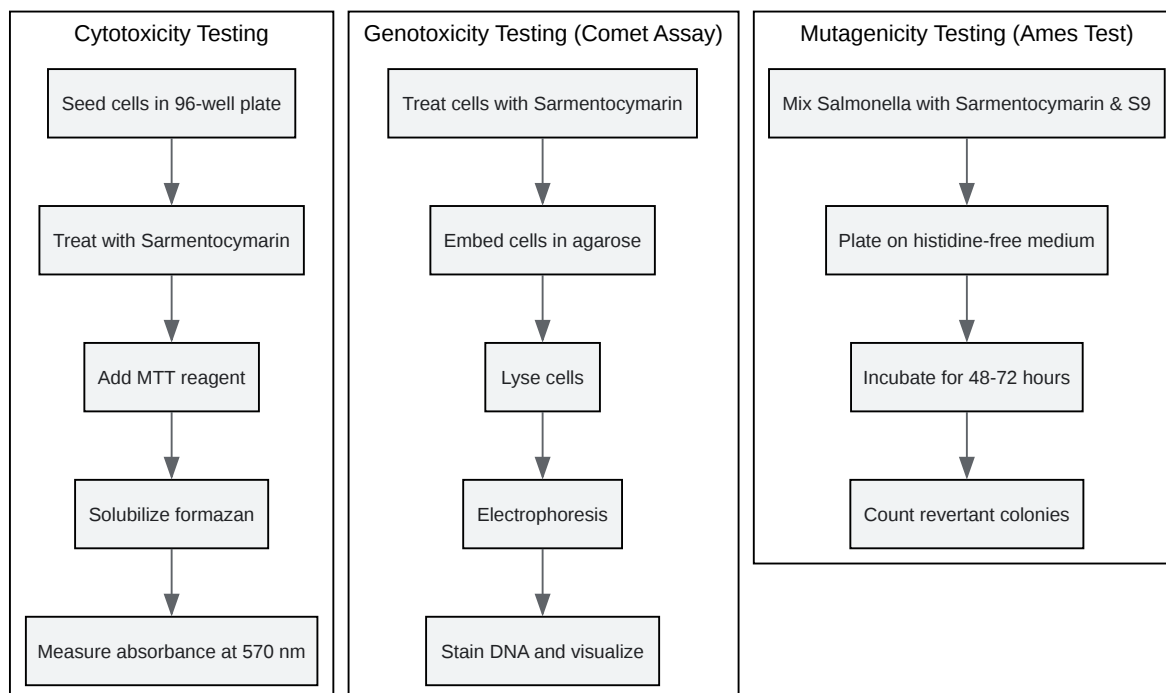 Cytotoxicity Testing
Seed cells in 96-well plate
Treat with Sarmentocymarin
Add MTT reagent
Solubilize formazan
Measure absorbance at 570 nm
Genotoxicity Testing (Comet Assay)
Treat cells with Sarmentocymarin
Embed cells in agarose
Lyse cells
Electrophoresis
Stain DNA and visualize
Mutagenicity Testing (Ames Test)
Mix Salmonella with Sarmentocymarin & S9
Plate on histidine-free medium
Incubate for 48-72 hours
Count revertant colonies